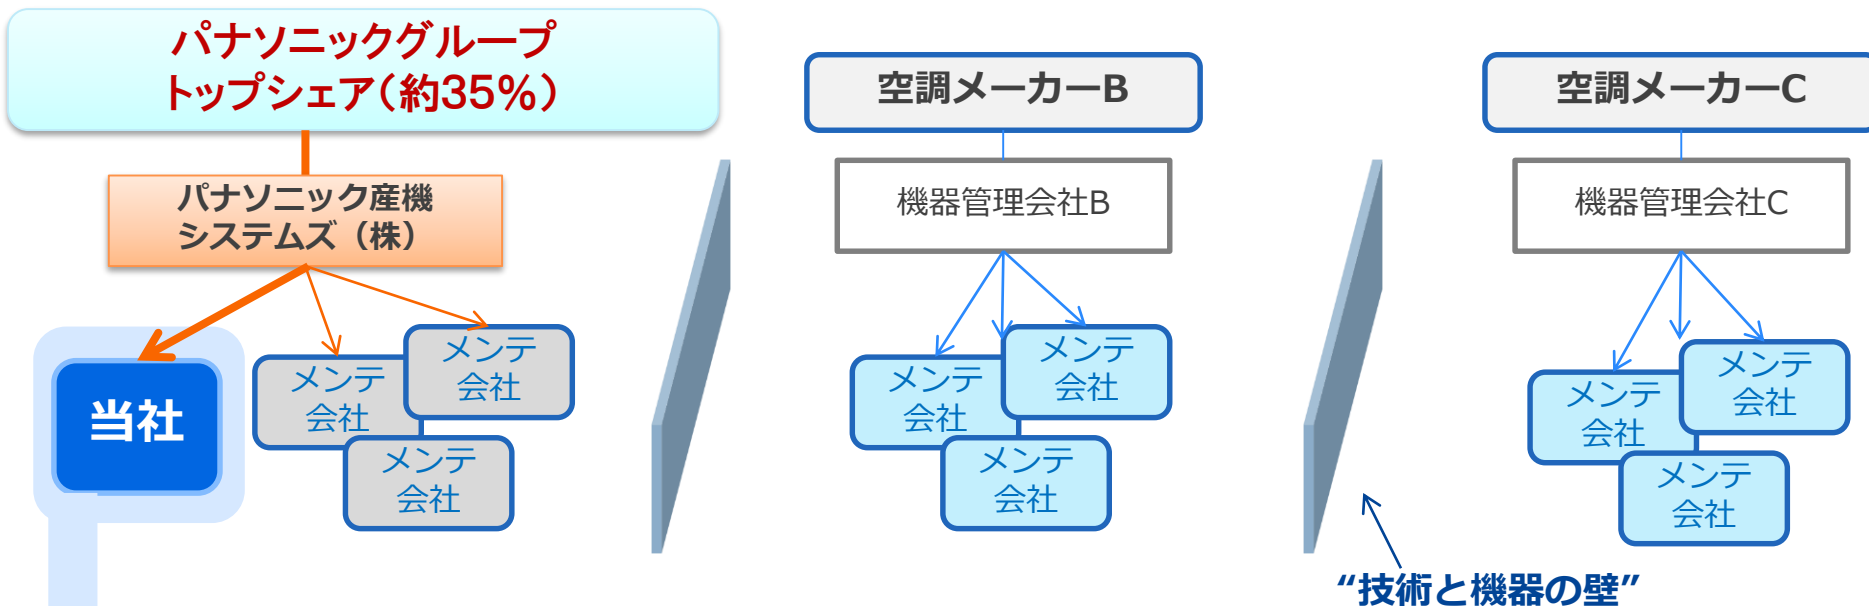 パナソニックグループ
トップシェア（約35％）
パナソニック産機
システムズ（株）
当社
メンテ
会社
メンテ
会社
メンテ
会社
空調メーカーB
機器管理会社B
メンテ
会社
メンテ
会社
メンテ
会社
空調メーカーC
機器管理会社C
メンテ
会社
メンテ
会社
メンテ
会社
“技術と機器の壁”